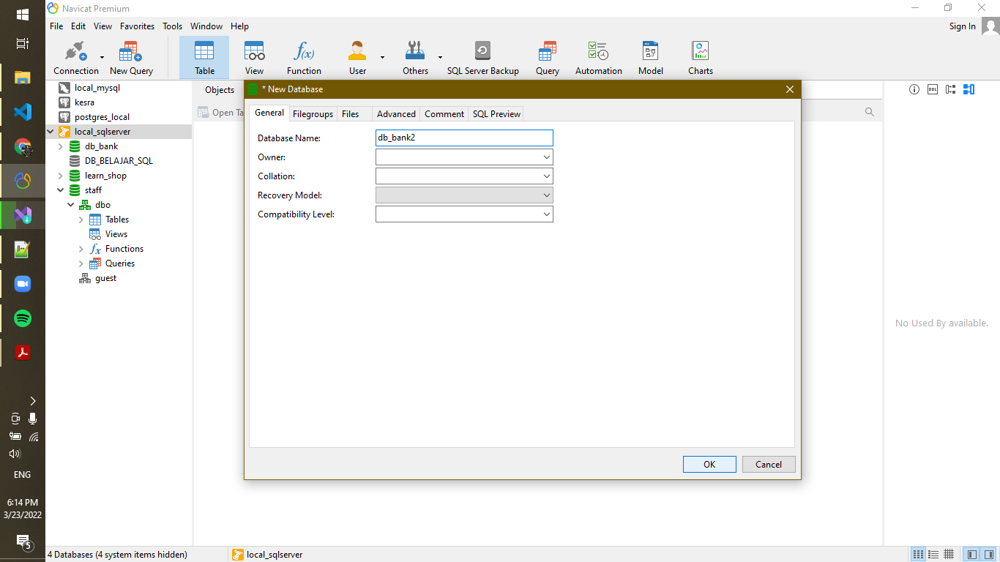 Navicat Premium
File Edit View Favorites Tools Window Help
Sign In
Connection
New Query
Table
View
Function
User
Others
SQL Server Backup
Query
Automation
Model
Charts
local_mysql
kesra
postgres_local
local_sqlserver
db_bank
DB_BELAJAR_SQL
learn_shop
staff
dbo
Tables
Views
Functions
Queries
guest
Objects
Open Ta
* New Database
General Filegroups Files Advanced Comment SQL Preview
Database Name: db_bank2
Owner:
Collation:
Recovery Model:
Compatibility Level:
OK Cancel
DDL
No Used By available.
ENG
6:14 PM
3/23/2022
5
4 Databases (4 system items hidden)
local_sqlserver